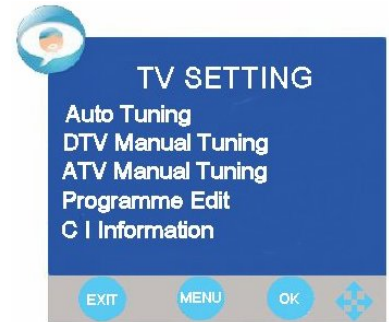 TV SETTING
Auto Tuning
DTV Manual Tuning
ATV Manual Tuning
Programme Edit
C I Information
EXIT MENU OK